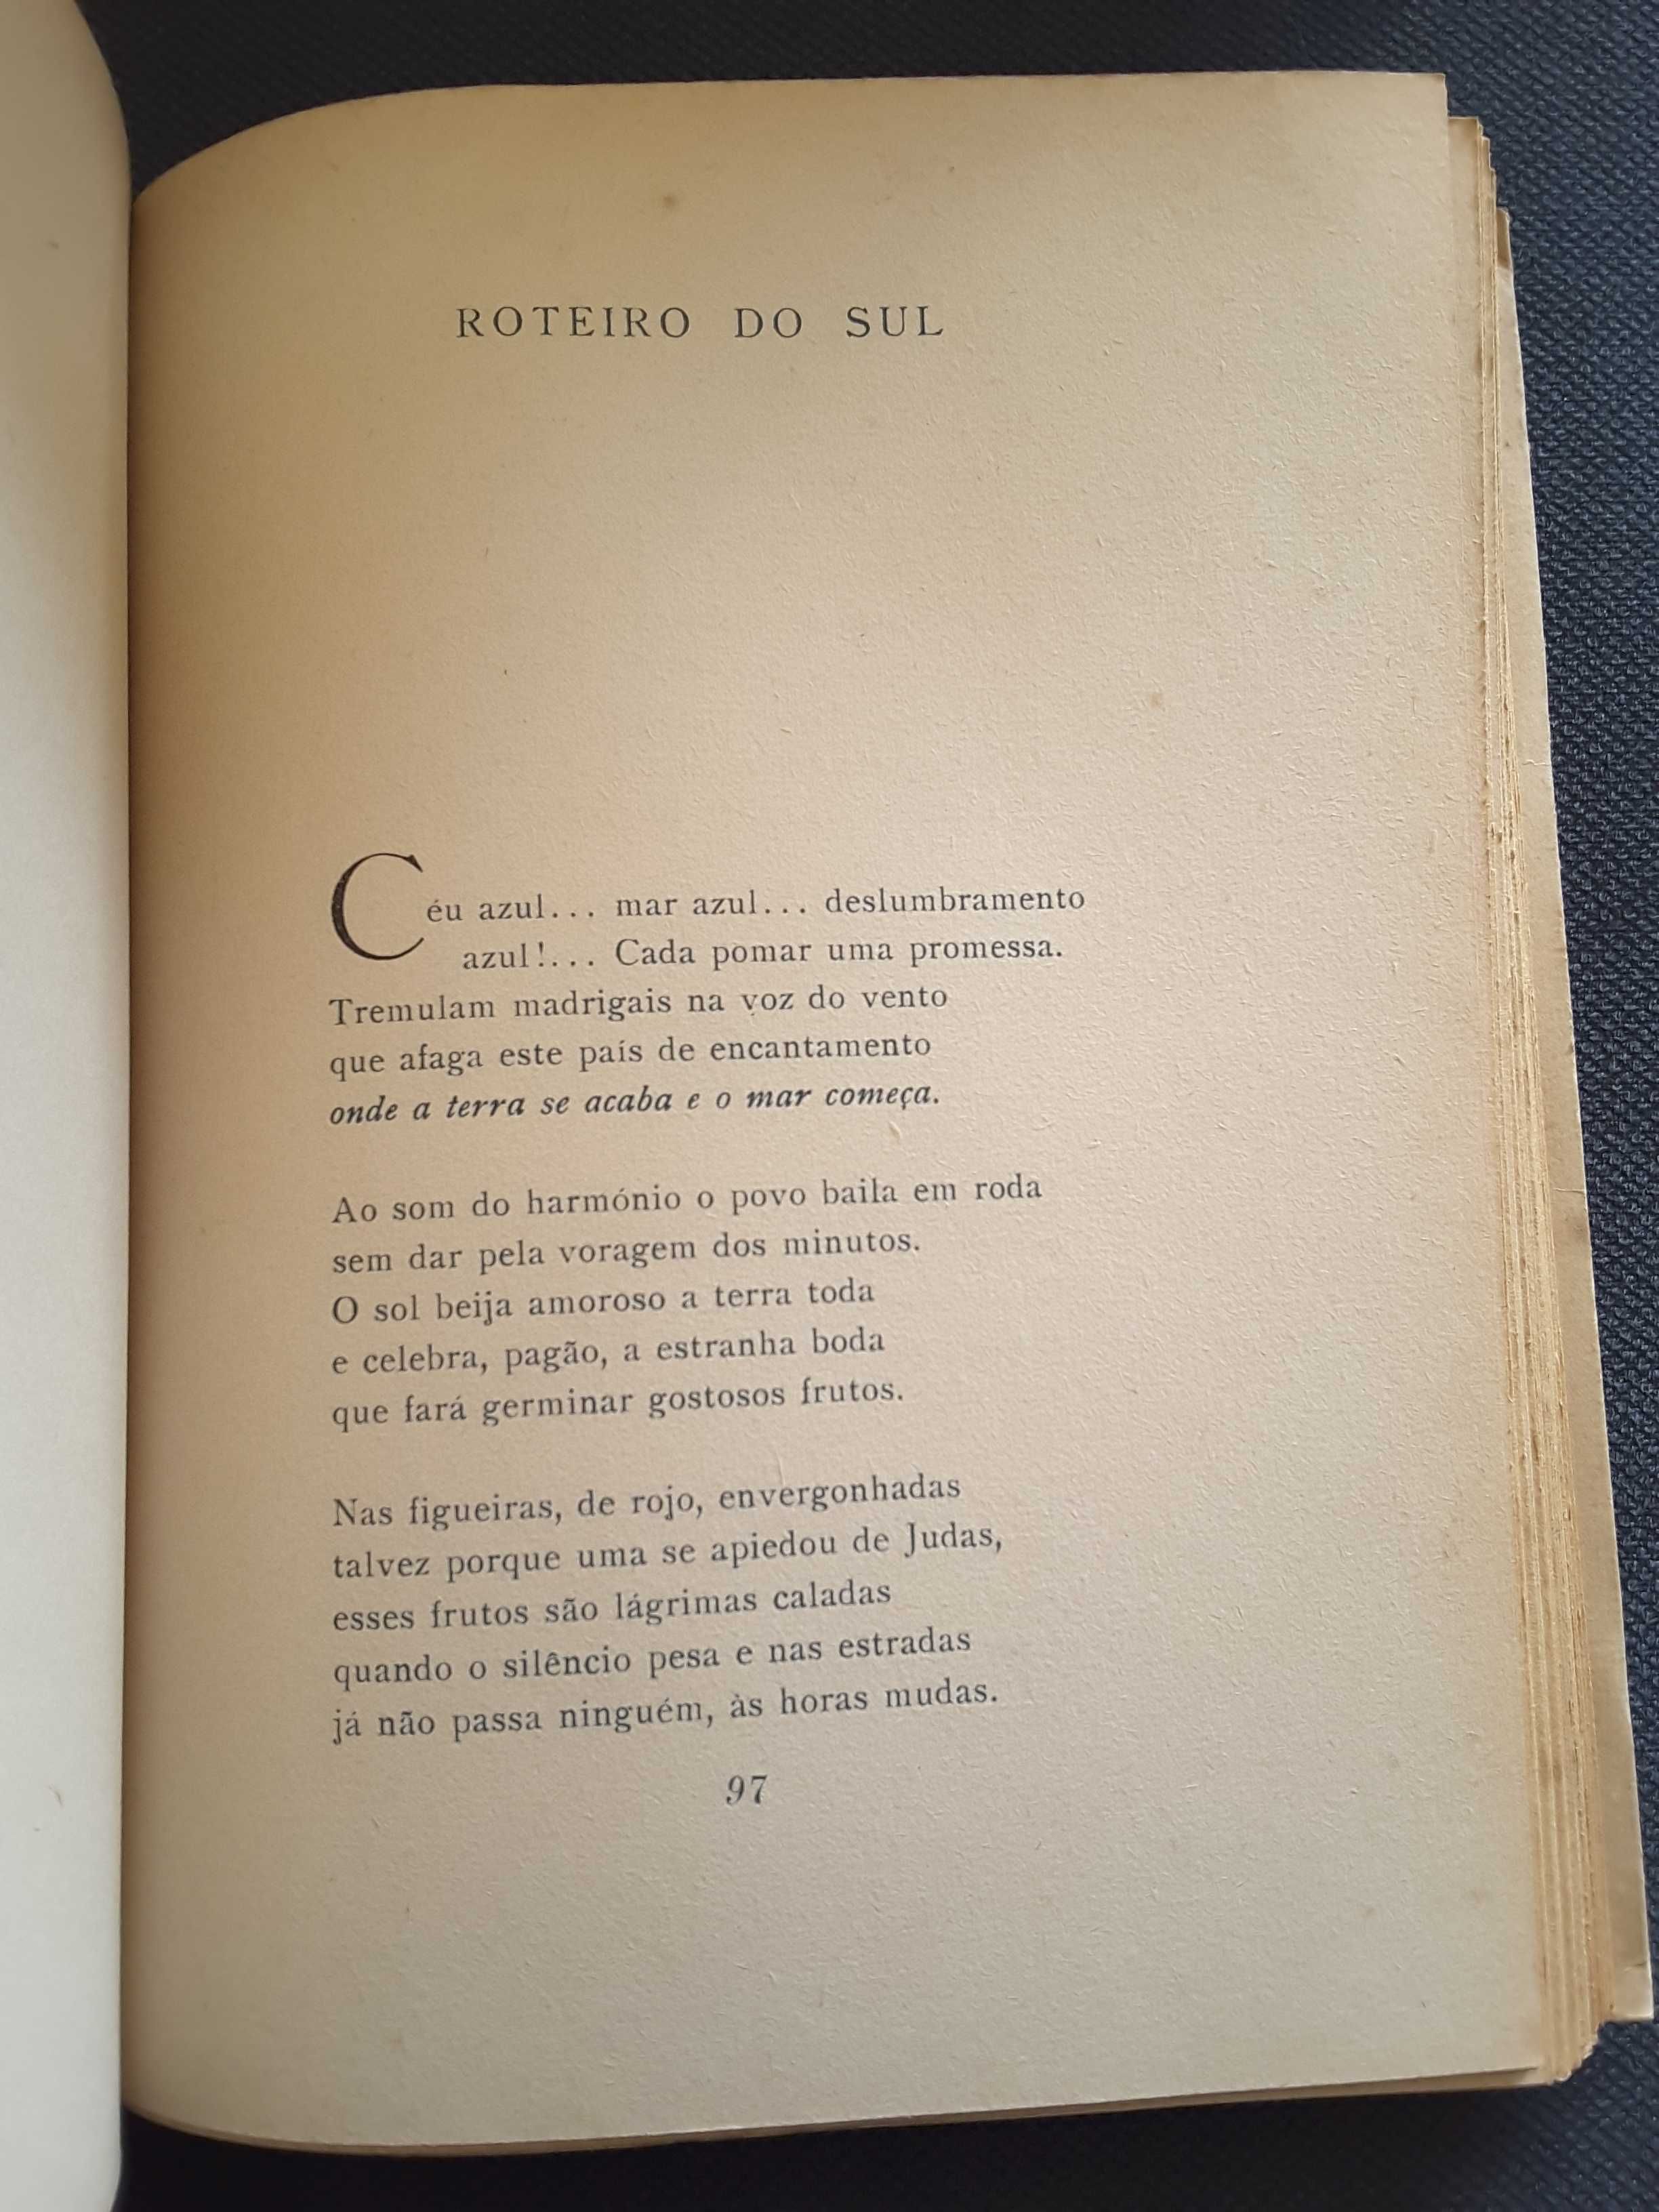 ROTEIRO DO SUL
Céu azul... mar azul... deslumbramento
azul!... Cada pomar uma promessa.
Tremulam madrigais na voz do vento
que afaga este país de encantamento
onde a terra se acaba e o mar começa.
Ao som do harmónio o povo baila em roda
sem dar pela voragem dos minutos.
O sol beija amoroso a terra toda
e celebra, pagão, a estranha boda
que fará germinar gostosos frutos.
Nas figueiras, de rojo, envergonhadas
talvez porque uma se apiedou de Judas,
esses frutos são lágrimas caladas
quando o silêncio pesa e nas estradas
já não passa ninguém, às horas mudas.
97